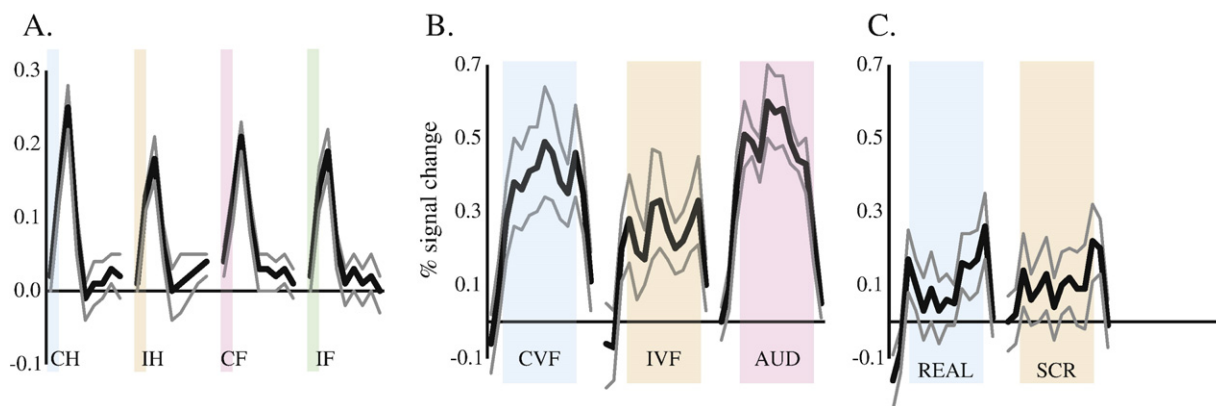 A.
0.3
0.2
0.1
0.0
-0.1
CH IH CF IF
B.
% signal change
0.7
0.5
0.3
0.1
-0.1
CVF IVF AUD
C.
0.7
0.5
0.3
0.1
-0.1
REAL SCR